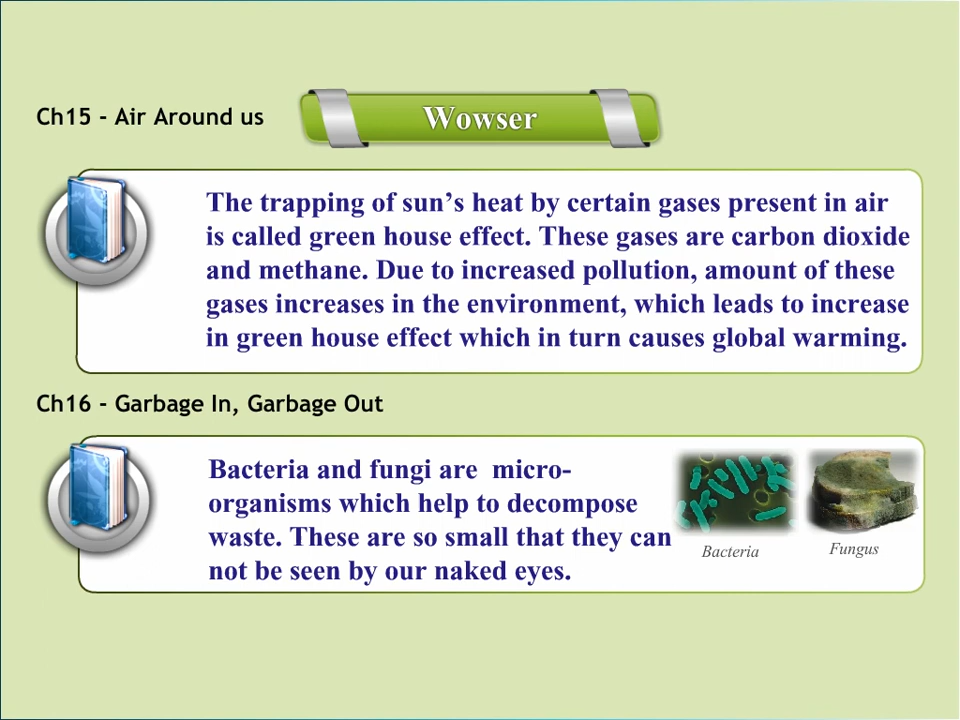 Ch15 - Air Around us
Wowser
The trapping of sun's heat by certain gases present in air
is called green house effect. These gases are carbon dioxide
and methane. Due to increased pollution, amount of these
gases increases in the environment, which leads to increase
in green house effect which in turn causes global warming.
Ch16 - Garbage In, Garbage Out
Bacteria and fungi are  micro-
organisms which help to decompose
waste. These are so small that they can
not be seen by our naked eyes.
Bacteria
Fungus